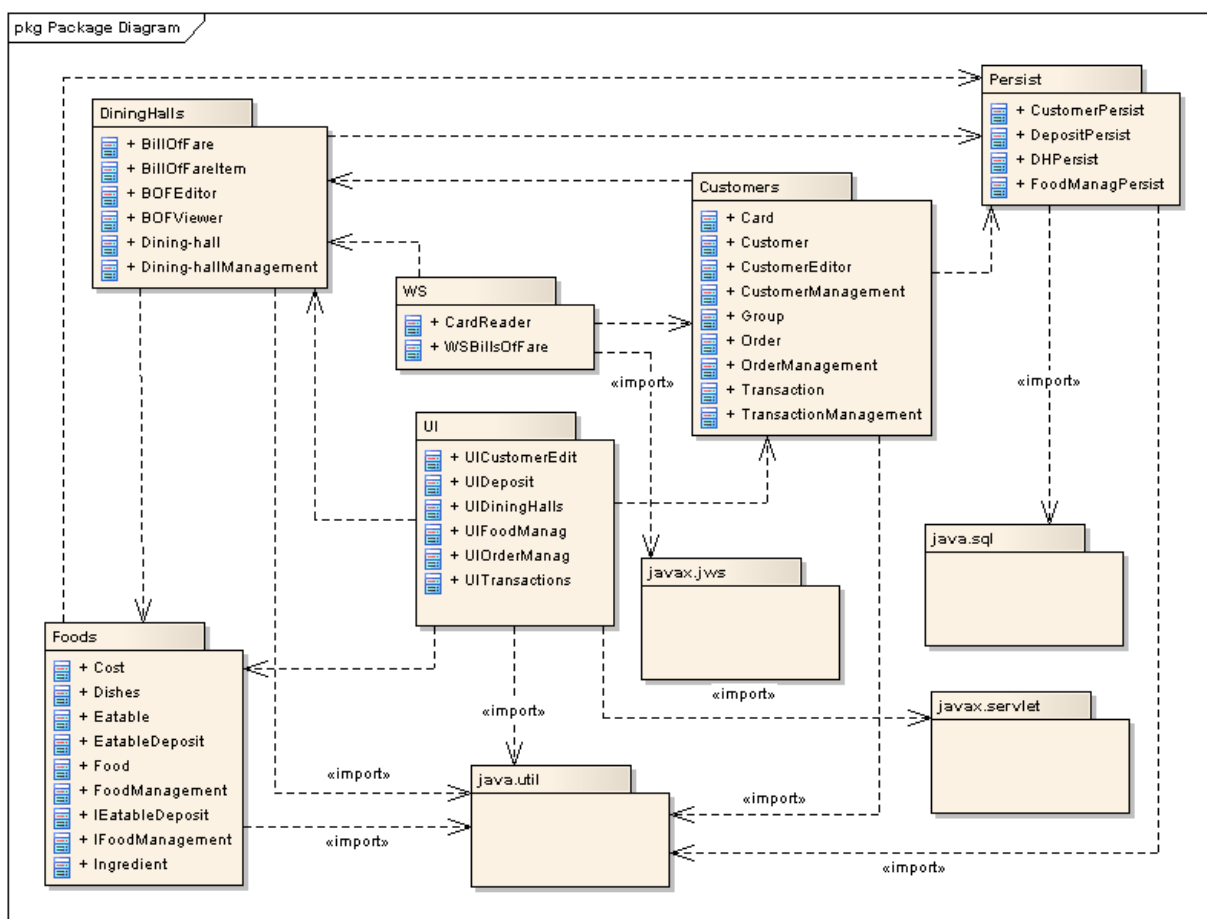 pkg Package Diagram
DiningHalls
+ BillOfFare
+ BillOfFareItem
+ BOFEditor
+ BOFViewer
+ Dining-hall
+ Dining-hallManagement
Persist
+ CustomerPersist
+ DepositPersist
+ DHPersist
+ FoodManagPersist
Customers
+ Card
+ Customer
+ CustomerEditor
+ CustomerManagement
+ Group
+ Order
+ OrderManagement
+ Transaction
+ TransactionManagement
WS
+ CardReader
+ WSBillsOfFare
«import»
«import»
UI
+ UICustomerEdit
+ UIDeposit
+ UIDiningHalls
+ UIFoodManag
+ UIOrderManag
+ UITransactions
java.sql
javax.jws
Foods
+ Cost
+ Dishes
+ Eatable
+ EatableDeposit
+ Food
+ FoodManagement
+ IEatableDeposit
+ IFoodManagement
+ Ingredient
«import»
«import»
javax.servlet
java.util
«import»
«import»
«import»
«import»